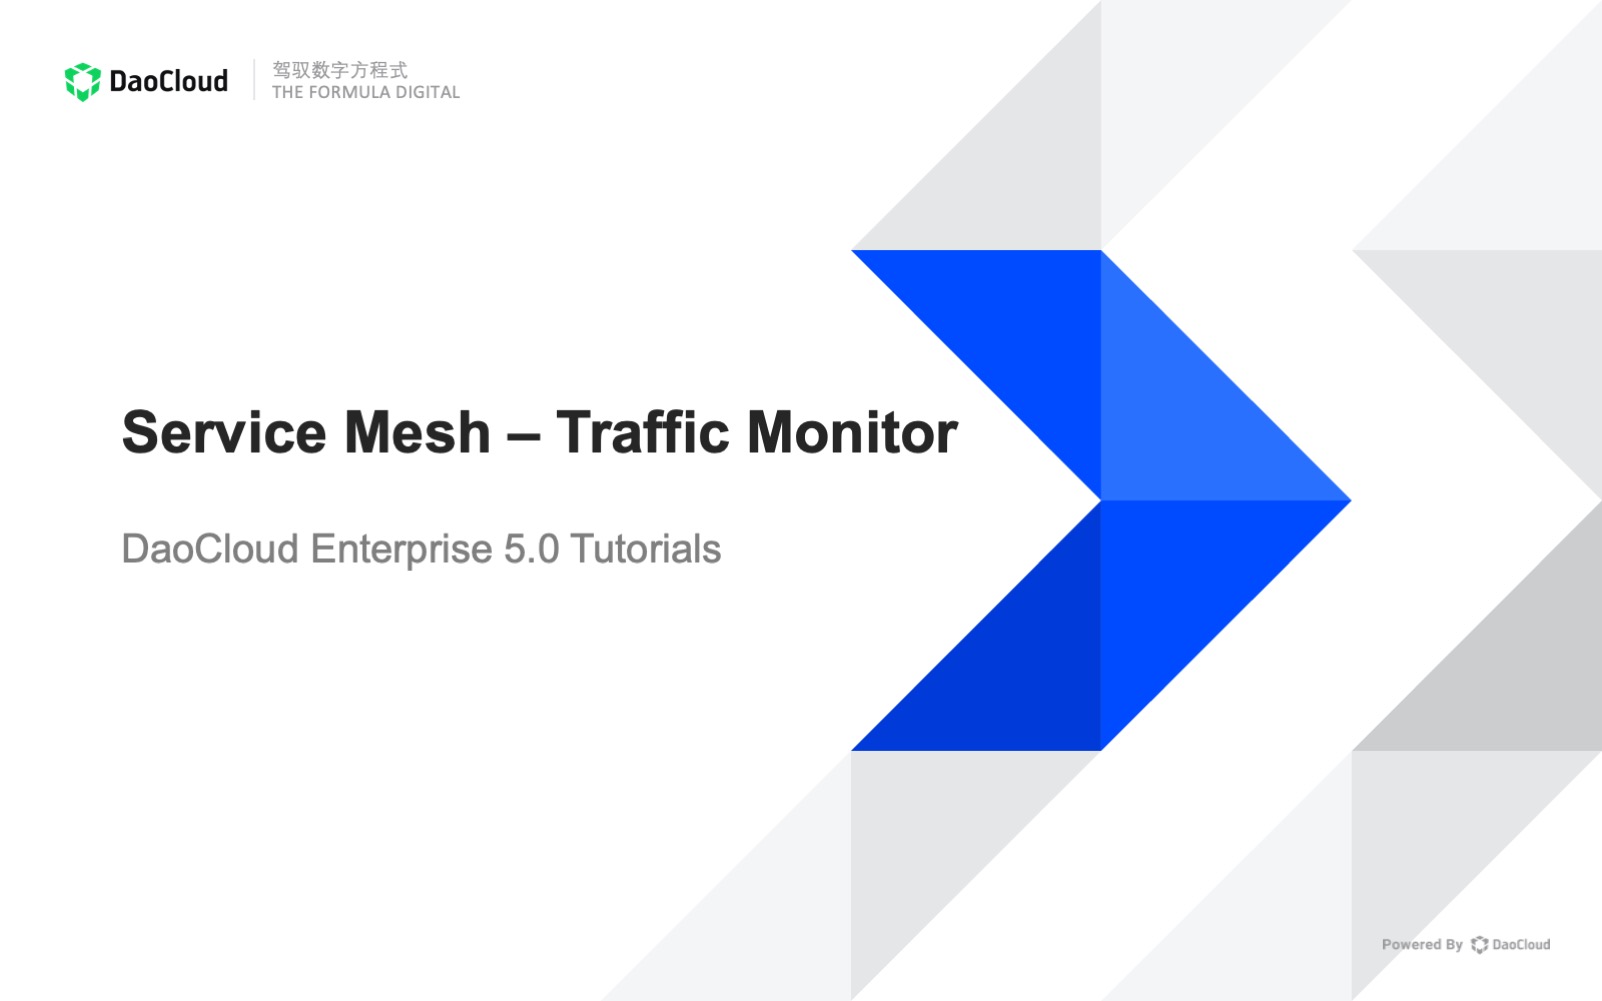 DaoCloud
驾驭数字方程式
THE FORMULA DIGITAL
Service Mesh – Traffic Monitor
DaoCloud Enterprise 5.0 Tutorials
Powered By DaoCloud